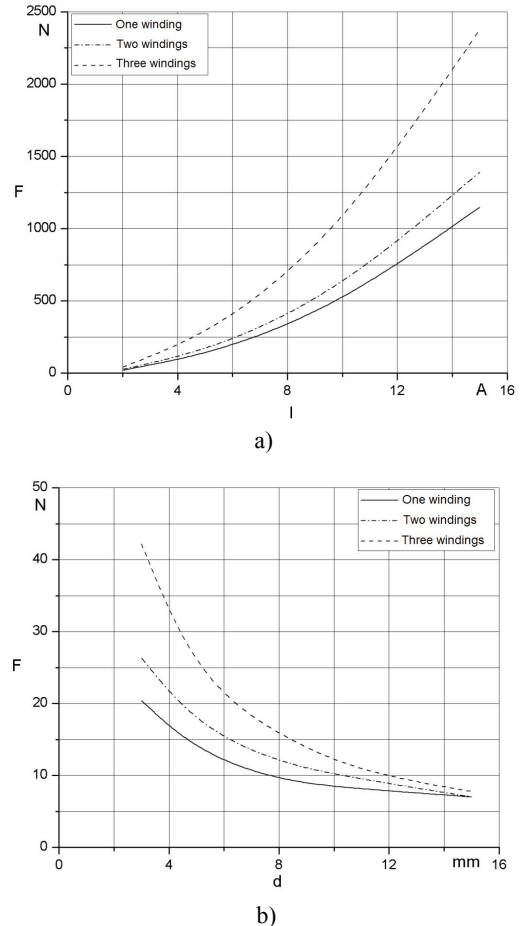 2500
N
One winding
Two windings
Three windings
2000
1500
F
1000
500
0
0 4 8 12 A 16
I
a)
50
N
One winding
Two windings
Three windings
40
30
F
20
10
0
0 4 8 12 mm 16
d
b)